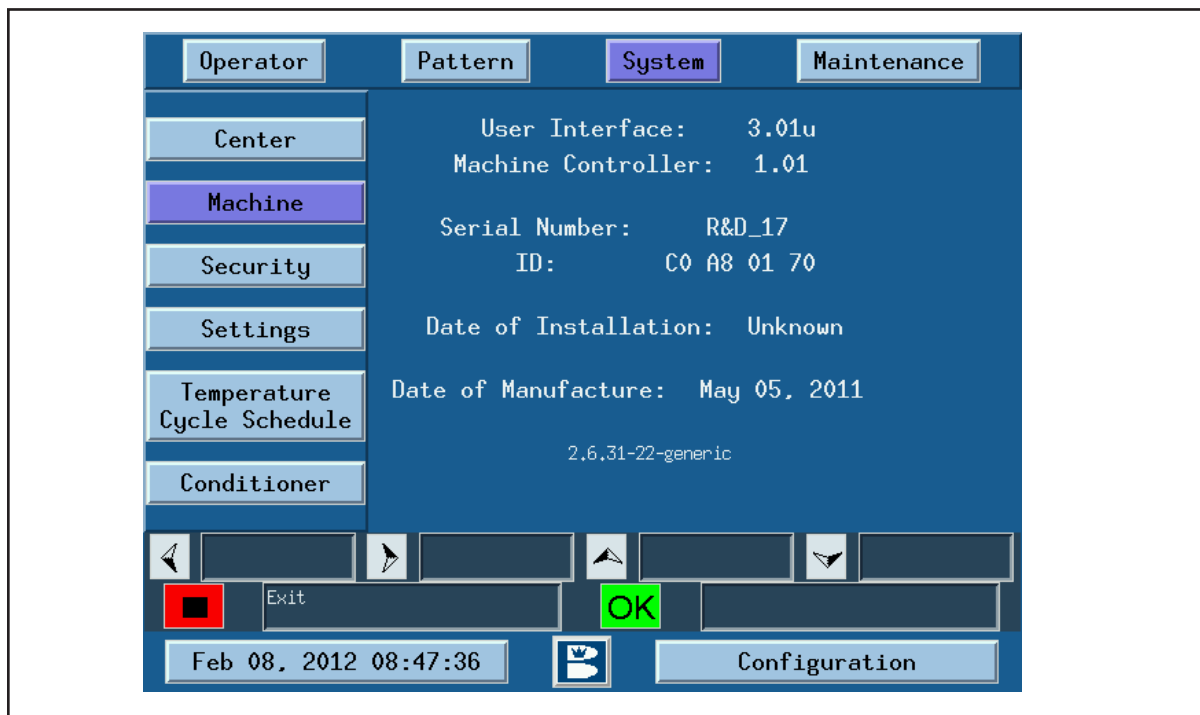 Operator
Pattern
System
Maintenance
Center
Machine
Security
Settings
Temperature
Cycle Schedule
Conditioner
User Interface: 3.01u
Machine Controller: 1.01
Serial Number: R&D_17
ID: C0 A8 01 70
Date of Installation: Unknown
Date of Manufacture: May 05, 2011
2.6.31-22-generic
Exit
OK
Feb 08, 2012 08:47:36
Configuration